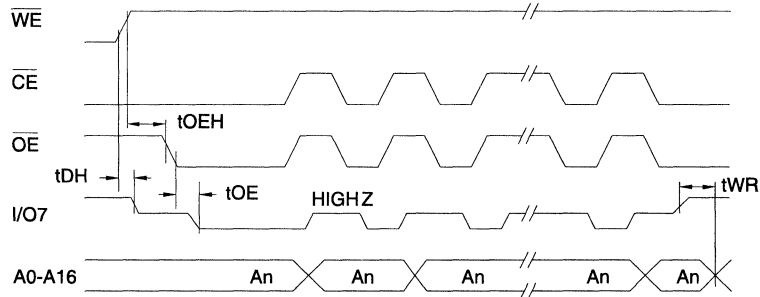 WE
CE
tOEH
OE
tDH
tOE
HIGH Z
tWR
I/O7
A0-A16
An An An An An